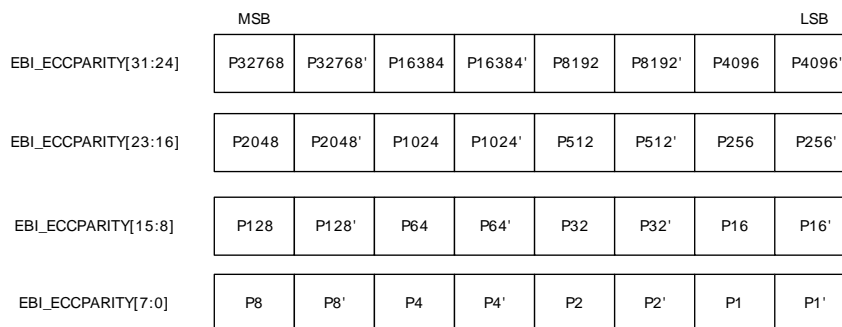 MSB LSB
EBI_ECCPARITY[31:24] P32768 P32768' P16384 P16384' P8192 P8192' P4096 P4096'
EBI_ECCPARITY[23:16] P2048 P2048' P1024 P1024' P512 P512' P256 P256'
EBI_ECCPARITY[15:8] P128 P128' P64 P64' P32 P32' P16 P16'
EBI_ECCPARITY[7:0] P8 P8' P4 P4' P2 P2' P1 P1'